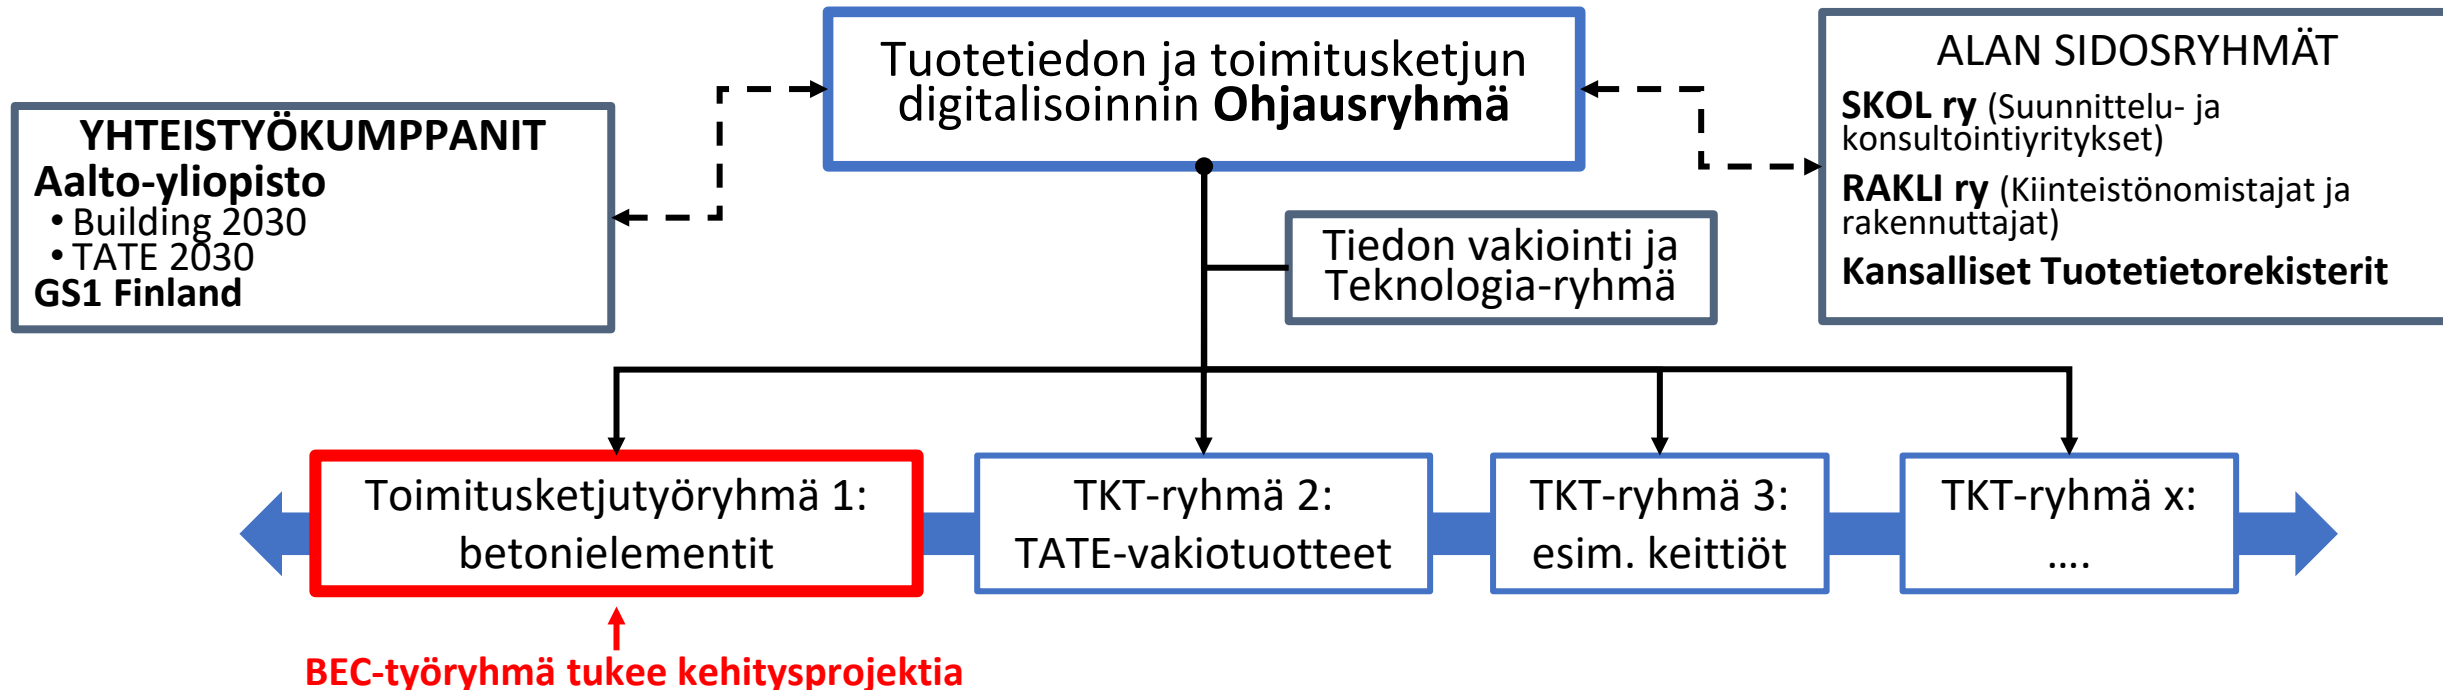 Tuotetiedon ja toimitusketjun
digitalisoinnin Ohjausryhmä
YHTEISTYÖKUMPPANIT
Aalto-yliopisto
• Building 2030
• TATE 2030
GS1 Finland
ALAN SIDOSRYHMÄT
SKOL ry (Suunnittelu- ja
konsultointiyritykset)
RAKLI ry (Kiinteistönomistajat ja
rakennuttajat)
Kansalliset Tuotetietorekisterit
Tiedon vakiointi ja
Teknologia-ryhmä
Toimitusketjutyöryhmä 1:
betonielementit
TKT-ryhmä 2:
TATE-vakiotuotteet
TKT-ryhmä 3:
esim. keittiöt
TKT-ryhmä x:
....
BEC-työryhmä tukee kehitysprojektia